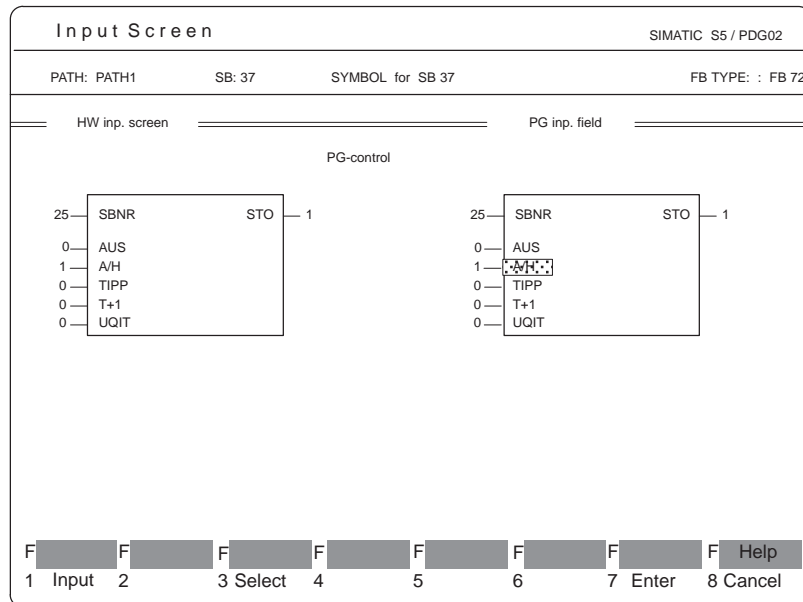 Input Screen SIMATIC S5 / PDG02
PATH: PATH1 SB: 37 SYMBOL for SB 37 FB TYPE: : FB 72
HW inp. screen PG inp. field
PG-control
25 SBNR STO 1 25 SBNR STO 1
0 AUS 0 AUS
1 A/H 1 A/H
0 TIPP 0 TIPP
0 T+1 0 T+1
0 UQIT 0 UQIT
F F F F F F F F Help
1 Input 2 3 Select 4 5 6 7 Enter 8 Cancel